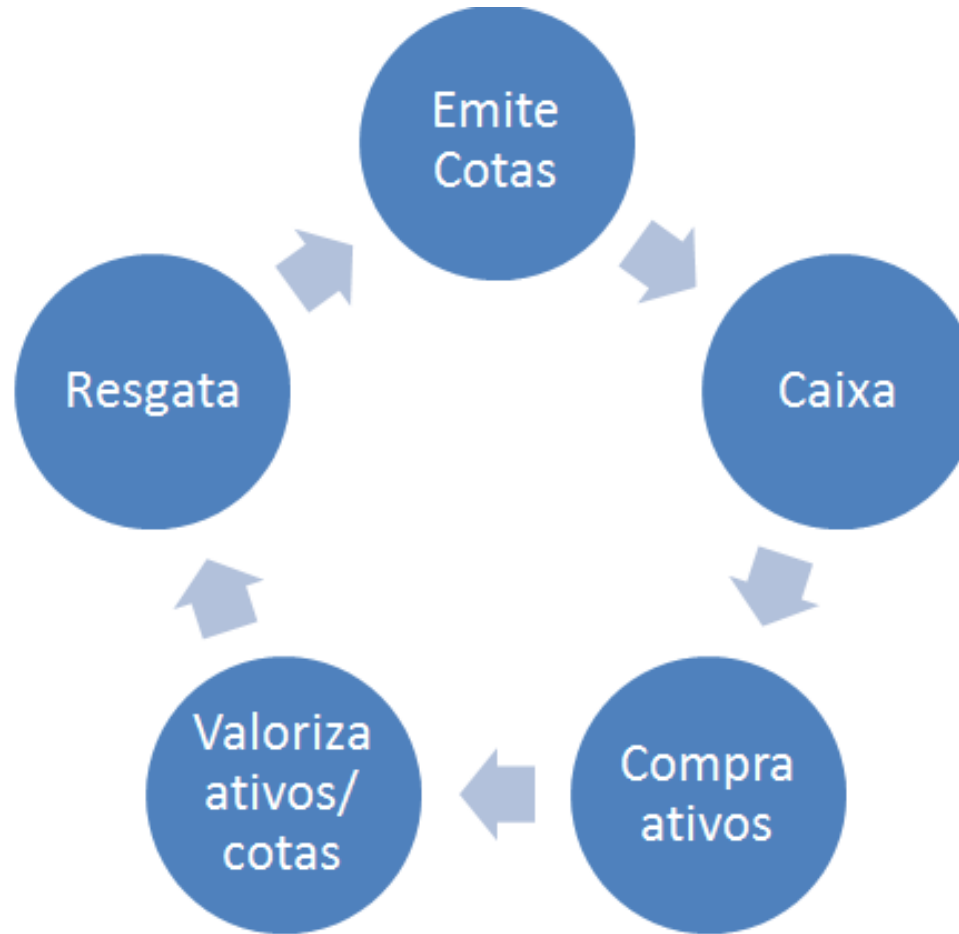 Emite
Cotas
Caixa
Compra
ativos
Valoriza
ativos/
cotas
Resgata